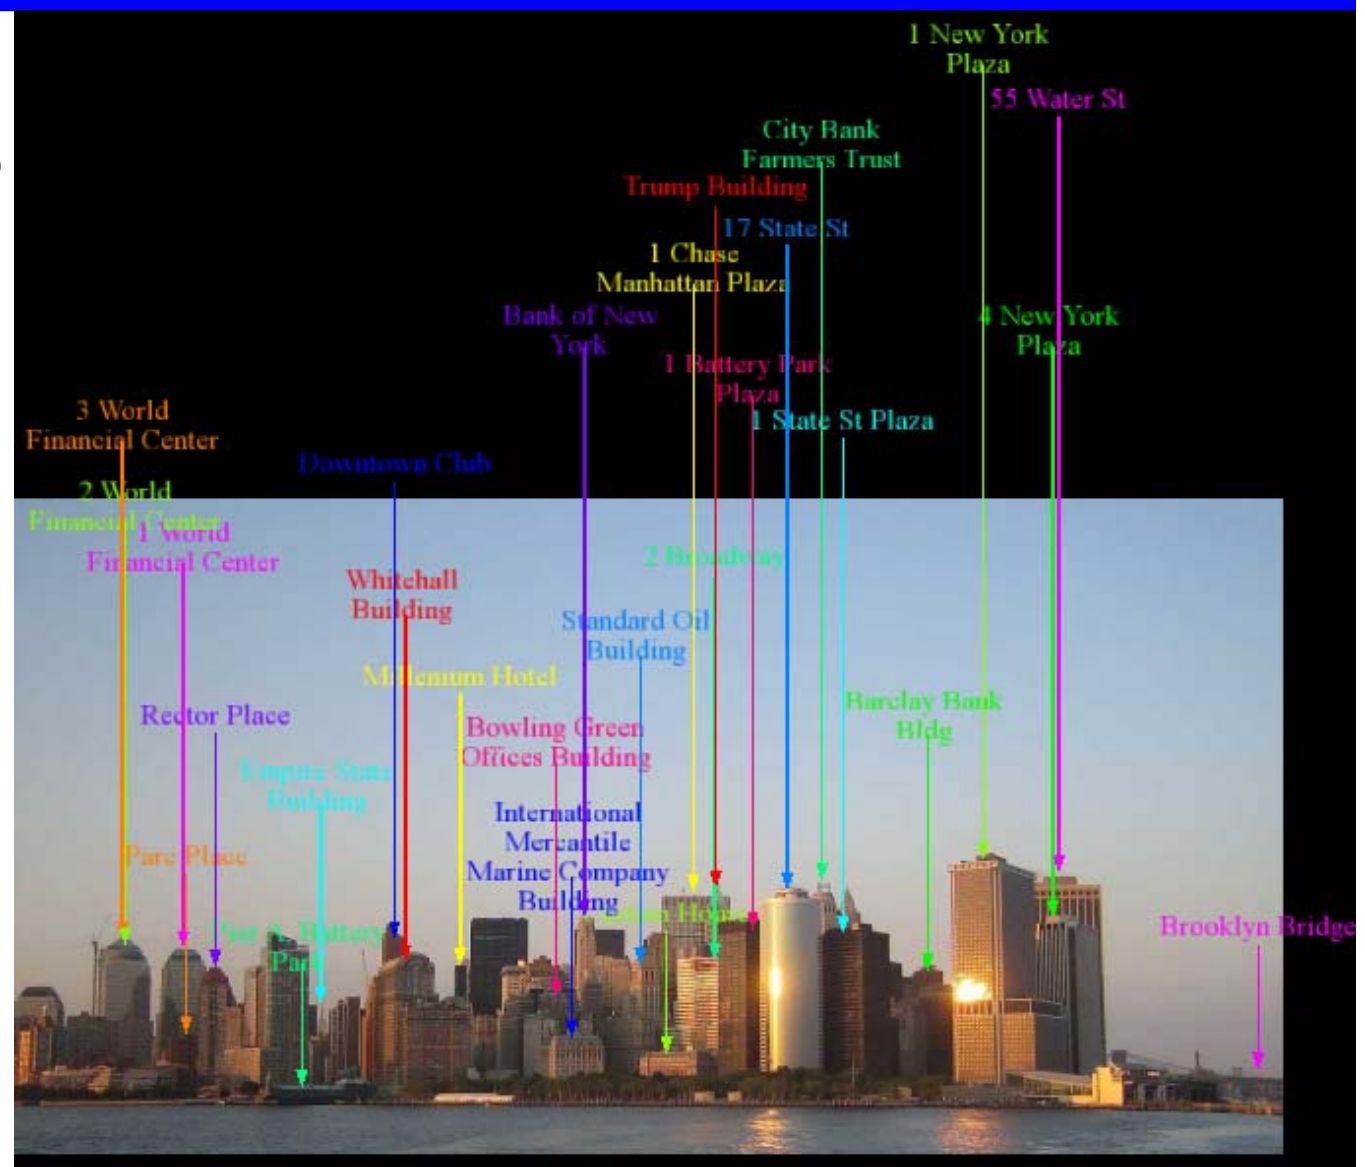 1 New York
Plaza
55 Water St
City Bank
Farmers Trust
Trump Building
17 State St
1 Chase
Manhattan Plaza
Bank of New
York
4 New York
Plaza
1 Battery Park
Plaza
3 World
Financial Center
1 State St Plaza
Downtown Club
2 World
Financial Center
1 World
Financial Center
2 Broadway
Whitehall
Building
Standard Oil
Building
Millenium Hotel
Barclay Bank
Bldg
Rector Place
Bowling Green
Offices Building
Empire State
Building
International
Mercantile
Marine Company
Building
Parc Place
Pier A, Battery
Park
Brooklyn Bridge